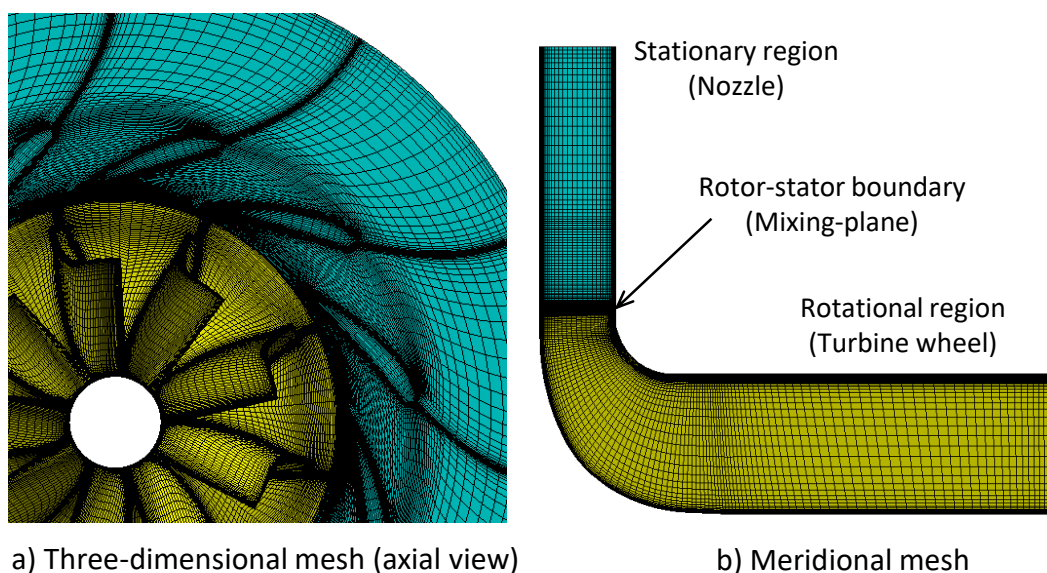 Stationary region
(Nozzle)
Rotor-stator boundary
(Mixing-plane)
Rotational region
(Turbine wheel)
a) Three-dimensional mesh (axial view)
b) Meridional mesh